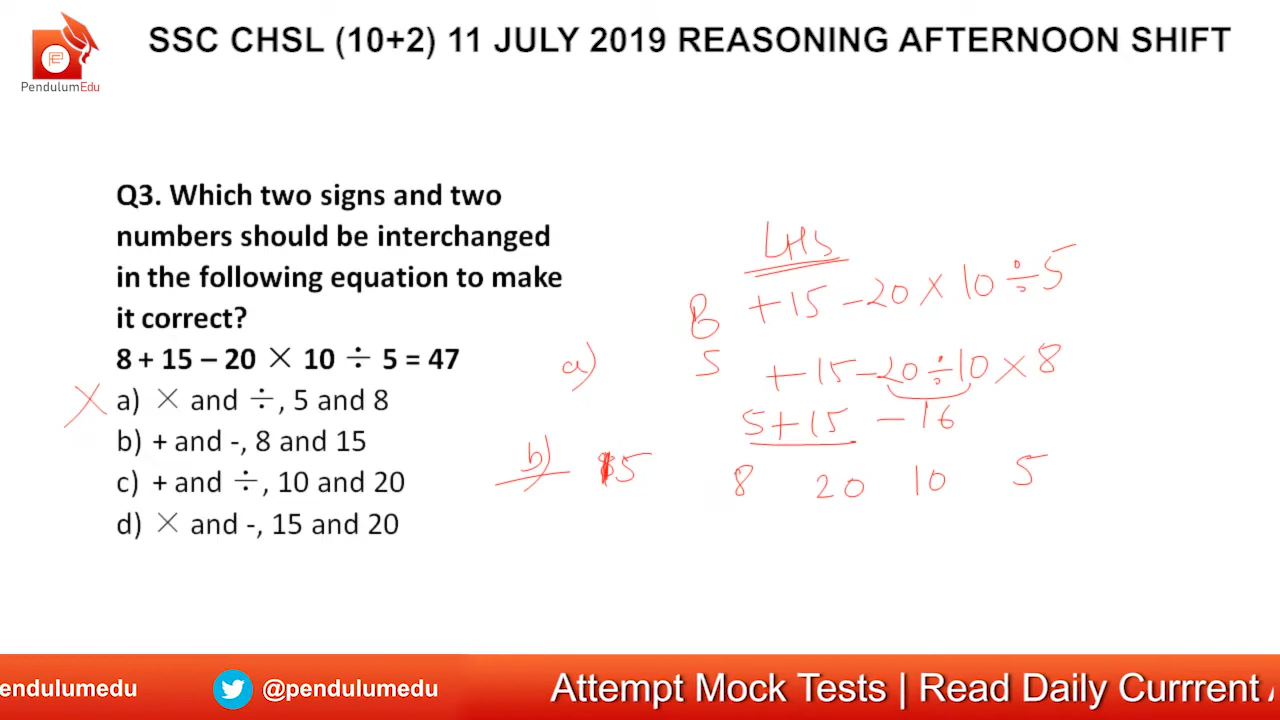 SSC CHSL (10+2) 11 JULY 2019 REASONING AFTERNOON SHIFT
PendulumEdu
Q3. Which two signs and two
numbers should be interchanged
in the following equation to make
it correct?
8 + 15 – 20 × 10 ÷ 5 = 47
a) × and ÷, 5 and 8
b) + and -, 8 and 15
c) + and ÷, 10 and 20
d) × and -, 15 and 20
LHS
8 + 15 - 20 × 10 ÷ 5
a) 5 + 15 - 20 ÷ 10 × 8
5 + 15 - 16
b) 15 8 20 10 5
endulumedu
@pendulumedu
Attempt Mock Tests | Read Daily Currrent A